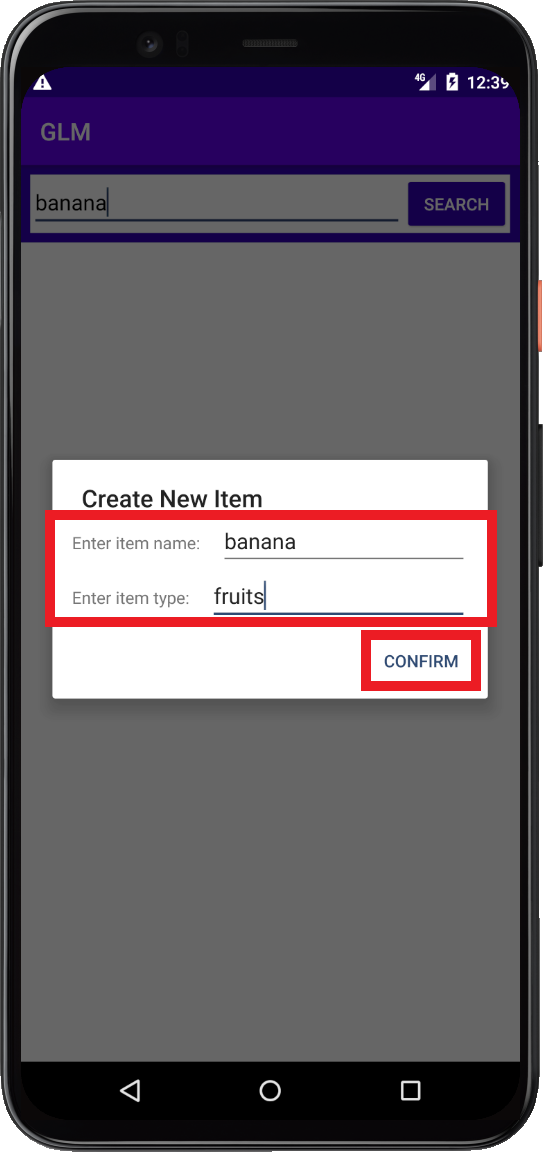 4G 12:39
GLM
banana SEARCH
Create New Item
Enter item name: banana
Enter item type: fruits
CONFIRM